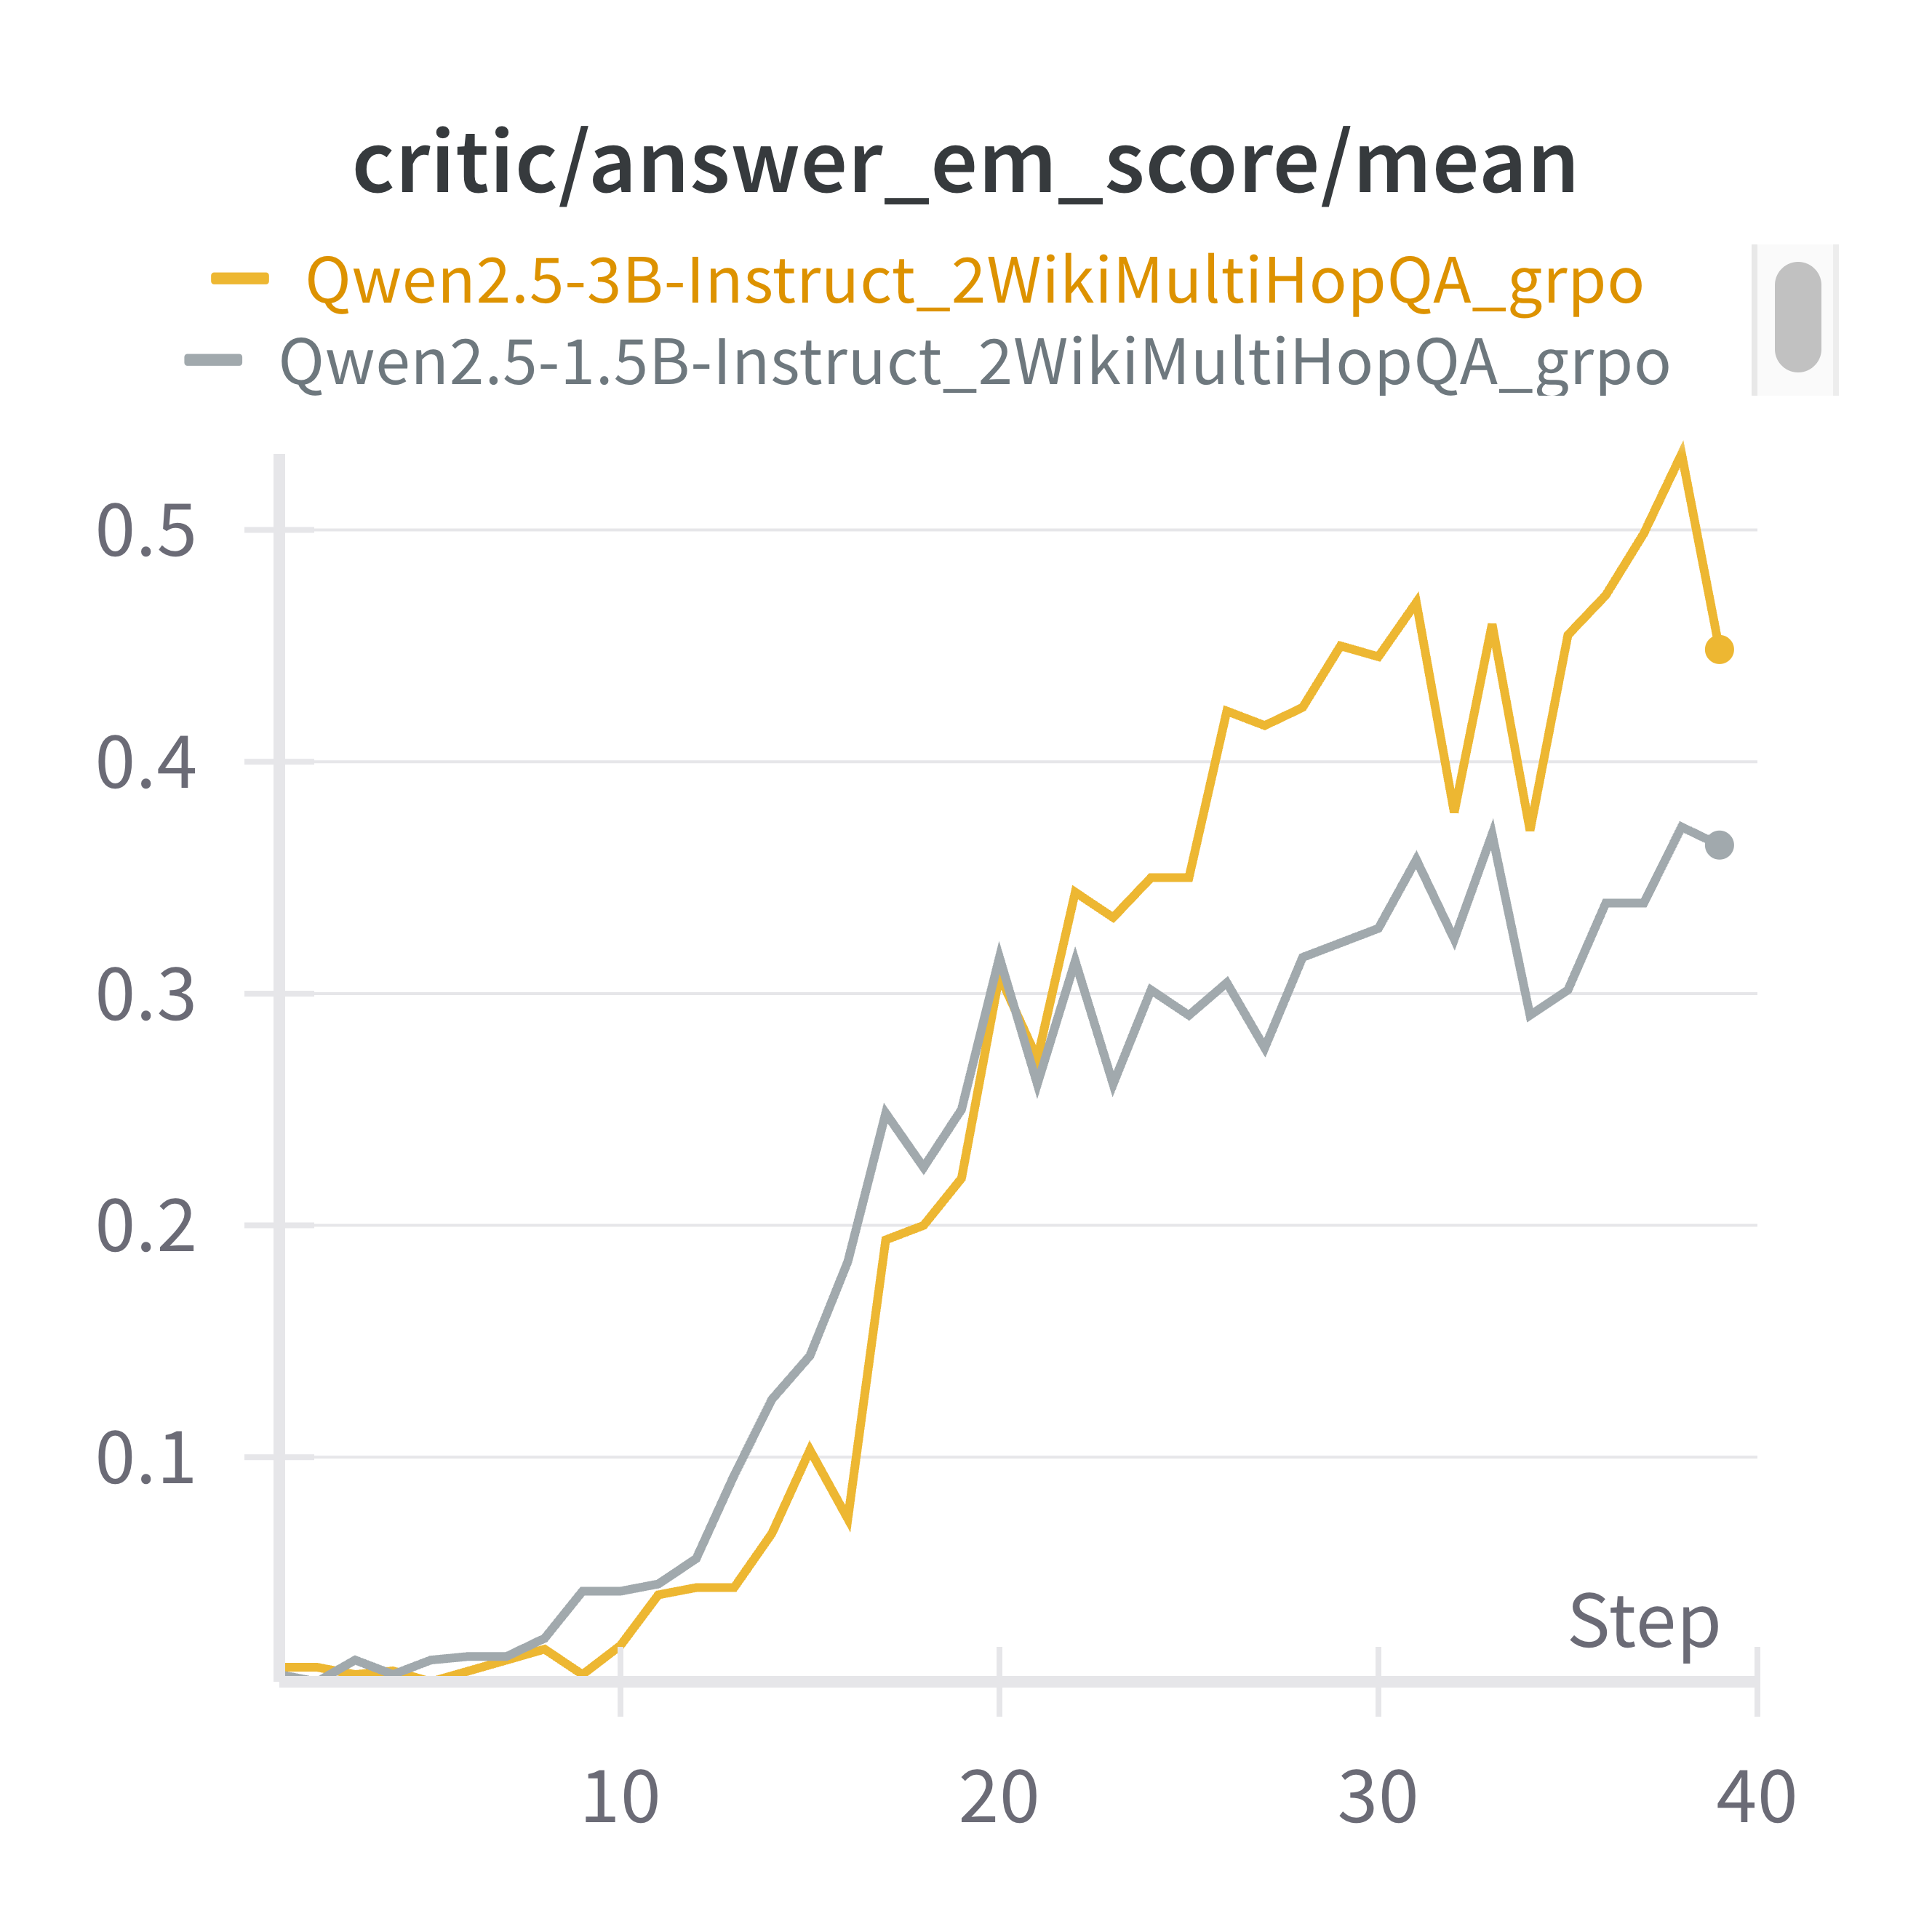 critic/answer_em_score/mean
Qwen2.5-3B-Instruct_2WikiMultiHopQA_grpo
Qwen2.5-1.5B-Instruct_2WikiMultiHopQA_grpo
0.5
0.4
0.3
0.2
0.1
Step
10 20 30 40